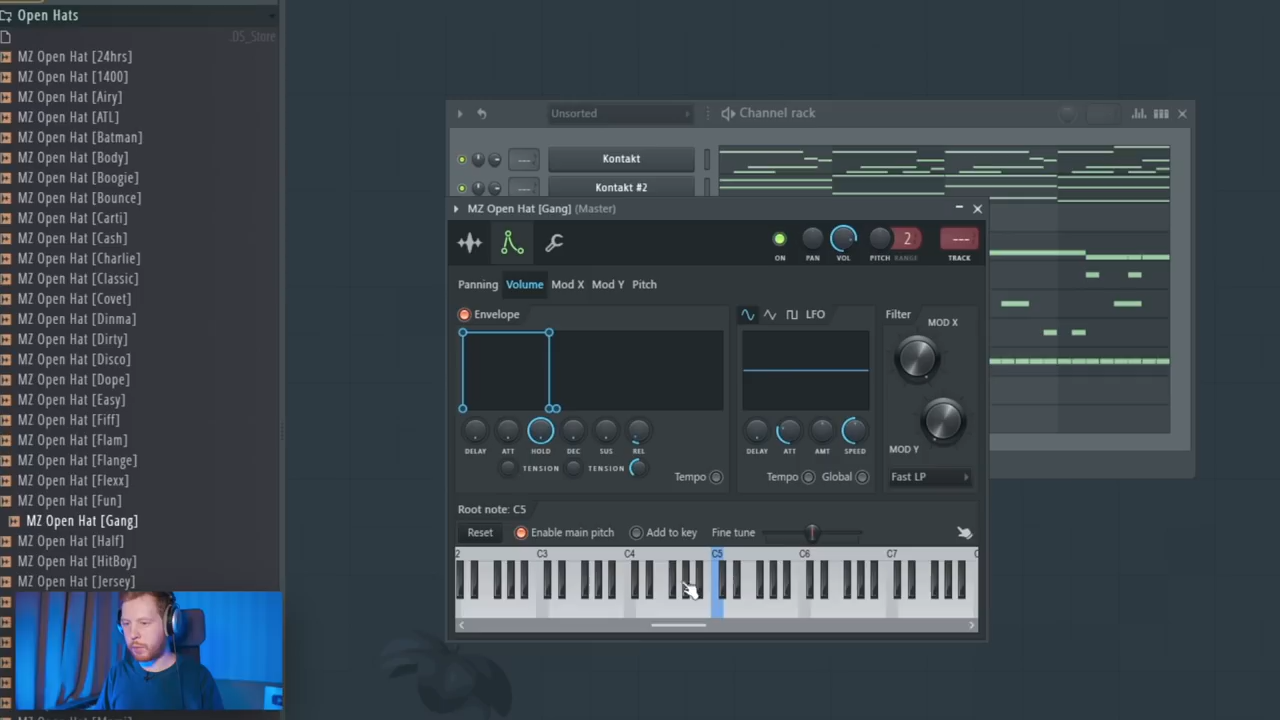 Open Hats
.05_Store
MZ Open Hat [24hrs]
MZ Open Hat [1400]
MZ Open Hat [Airy]
MZ Open Hat [ATL]
MZ Open Hat [Batman]
MZ Open Hat [Body]
MZ Open Hat [Boogie]
MZ Open Hat [Bounce]
MZ Open Hat [Carti]
MZ Open Hat [Cash]
MZ Open Hat [Charlie]
MZ Open Hat [Classic]
MZ Open Hat [Covet]
MZ Open Hat [Dinma]
MZ Open Hat [Dirty]
MZ Open Hat [Disco]
MZ Open Hat [Dope]
MZ Open Hat [Easy]
MZ Open Hat [Fiff]
MZ Open Hat [Flam]
MZ Open Hat [Flange]
MZ Open Hat [Flexx]
MZ Open Hat [Fun]
MZ Open Hat [Gang]
MZ Open Hat [Half]
MZ Open Hat [HitBoy]
MZ Open Hat [Jersey]
Unsorted
Channel rack
Kontakt
Kontakt #2
MZ Open Hat [Gang] (Master)
2
---
ON PAN VOL PITCH RANGE TRACK
Panning Volume Mod X Mod Y Pitch
Envelope
LFO
Filter
MOD X
DELAY ATT HOLD DEC SUS REL
TENSION TENSION
Tempo
DELAY ATT AMT SPEED
Tempo Global
MOD Y
Fast LP
Root note: C5
Reset Enable main pitch Add to key Fine tune
2 C3 C4 C5 C6 C7